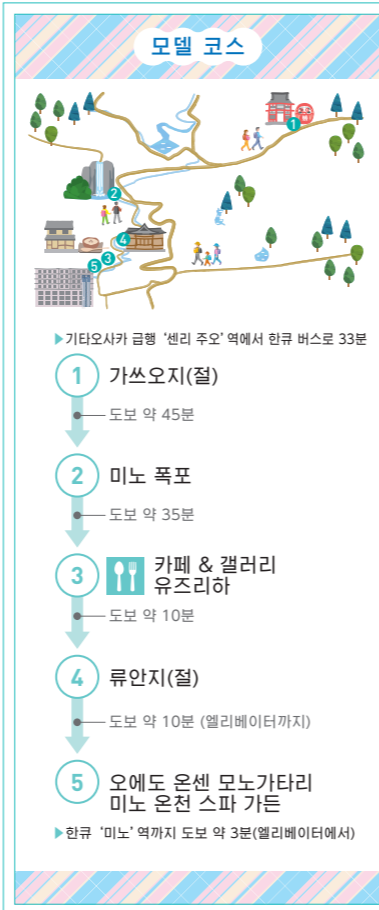 모델 코스
1
2
4
3
5
▶기타오사카 급행 ‘센리 주오’ 역에서 한큐 버스로 33분
1 가쓰오지(절)
도보 약 45분
2 미노 폭포
도보 약 35분
3 카페 & 갤러리
유즈리하
도보 약 10분
4 류안지(절)
도보 약 10분 (엘리베이터까지)
5 오에도 온센 모노가타리
미노 온천 스파 가든
▶한큐 ‘미노’ 역까지 도보 약 3분(엘리베이터에서)